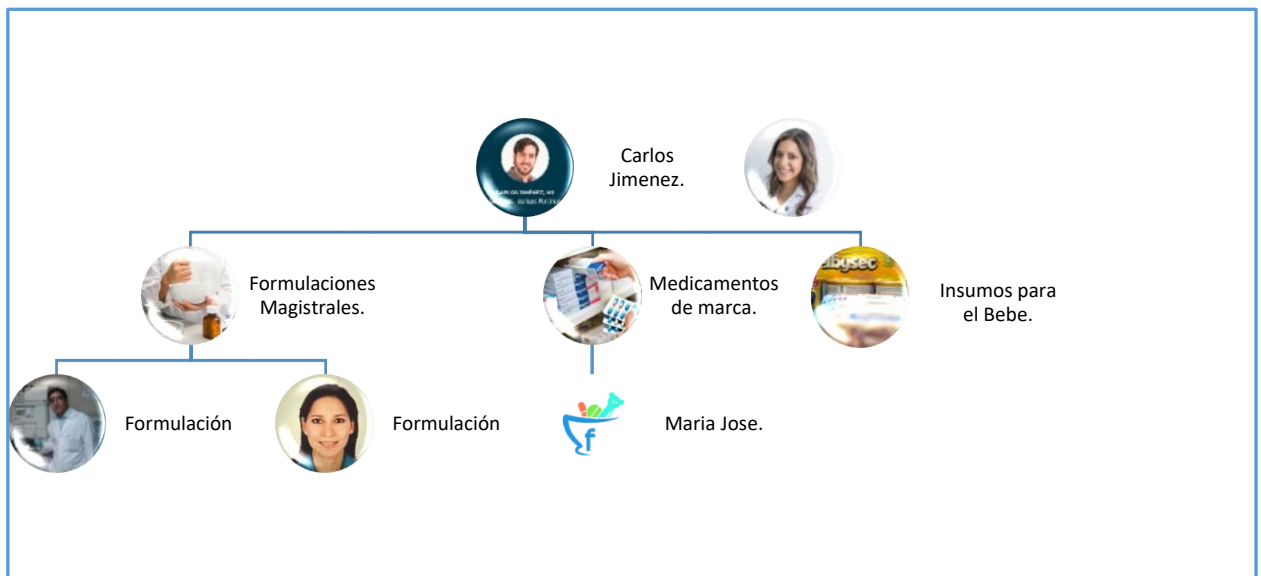 Carlos
Jimenez.
Formulaciones
Magistrales.
Medicamentos
de marca.
Insumos para
el Bebe.
Formulación
Formulación
f
Maria Jose.